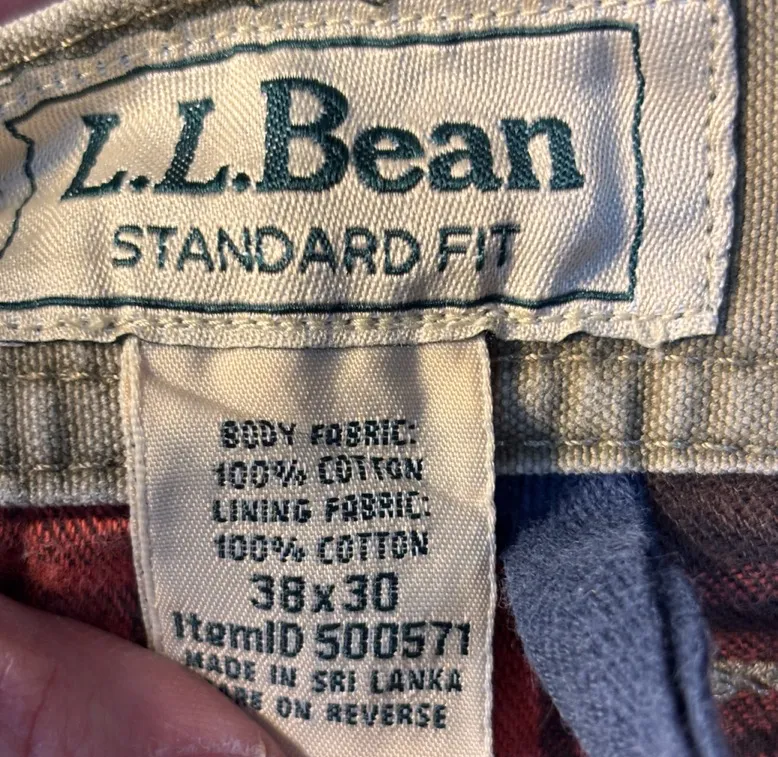 L.L.Bean
STANDARD FIT
BODY FABRIC:
100% COTTON
LINING FABRIC:
100% COTTON
38x30
ItemID 500571
MADE IN SRI LANKA
ON REVERSE